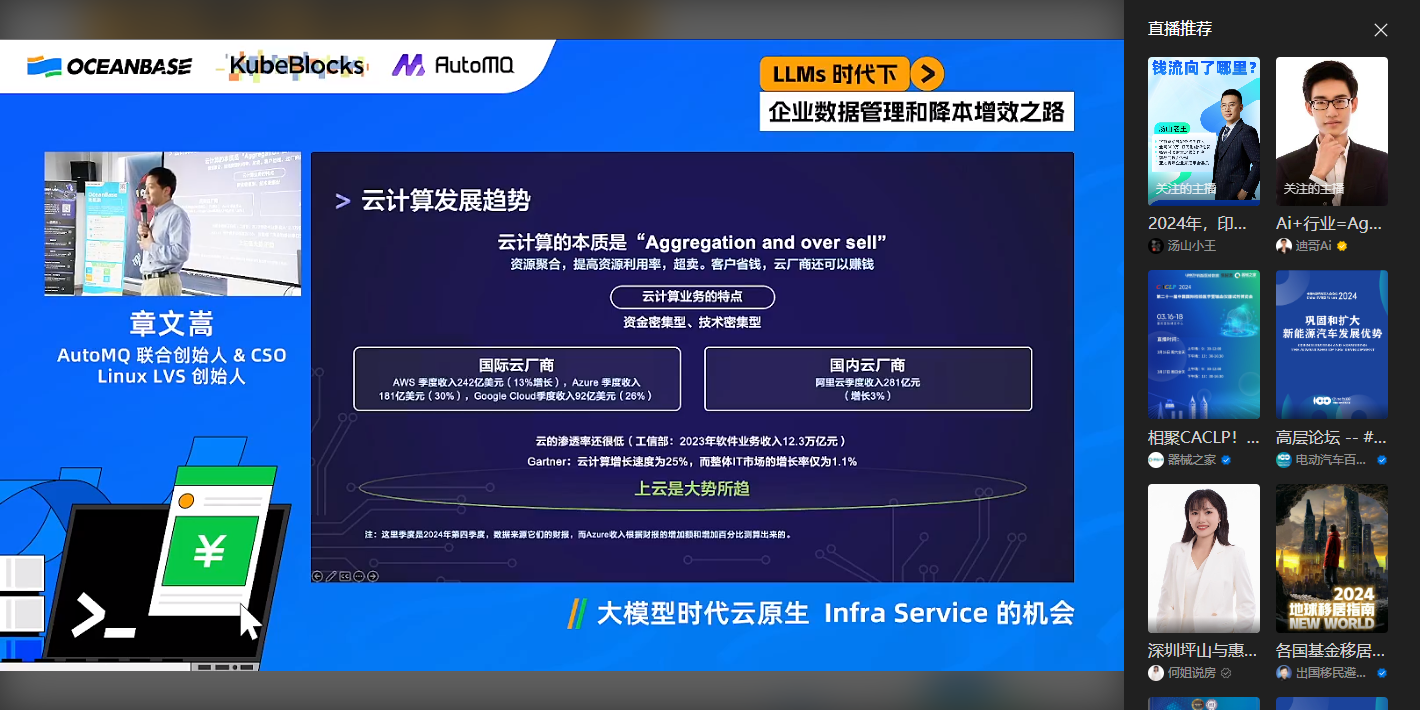 OCEANBASE
KubeBlocks
AutoMQ
LLMs 时代下
企业数据管理和降本增效之路
章文嵩
AutoMQ 联合创始人 & CSO
Linux LVS 创始人
> 云计算发展趋势
云计算的本质是“Aggregation and over sell”
资源聚合，提高资源利用率，超卖。客户省钱，云厂商还可以赚钱
云计算业务的特点
资金密集型、技术密集型
国际云厂商
AWS 季度收入242亿美元（13%增长），Azure 季度收入
181亿美元（30%），Google Cloud季度收入92亿美元（26%）
国内云厂商
阿里云季度收入281亿元
（增长3%）
云的渗透率还很低（工信部：2023年软件业务收入12.3万亿元）
Gartner：云计算增长速度为25%，而整体IT市场的增长率仅为1.1%
上云是大势所趋
注：这里季度是2024年第四季度，数据来源它们的财报，而Azure收入根据财报的增加额和增加百分比到算出来的。
大模型时代云原生 Infra Service 的机会
¥
直播推荐
钱流向了哪里?
汤山老王
关注的主播
2024年，印...
汤山小王
关注的主播
Ai+行业=Ag...
迪哥Ai
CACLP 2024
03.16-18
相聚CACLP！...
器械之家
2024
巩固和扩大
新能源汽车发展优势
高层论坛 -- #...
电动汽车百...
深圳坪山与惠...
何姐说房
2024
地球移居指南
NEW WORLD
各国基金移居...
出国移民避...